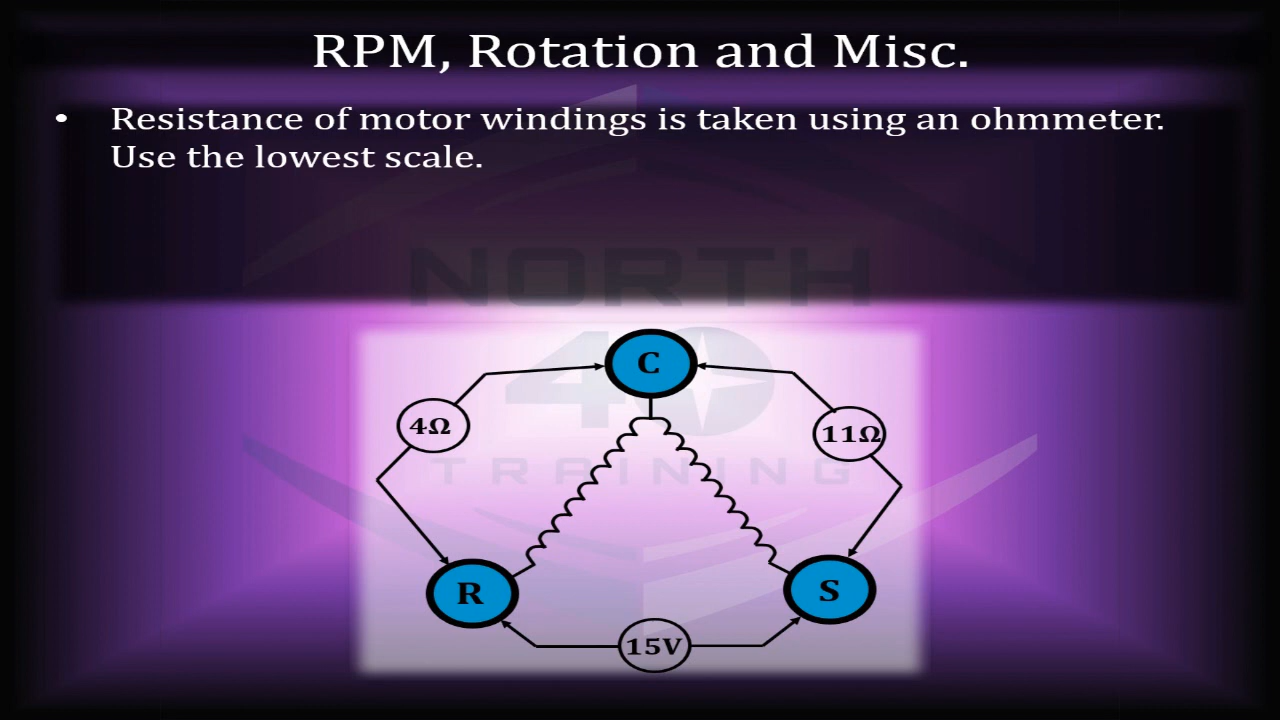 RPM, Rotation and Misc.
• Resistance of motor windings is taken using an ohmmeter.
Use the lowest scale.
NORTH
40
TRAINING
C
4Ω
11Ω
R
S
15V